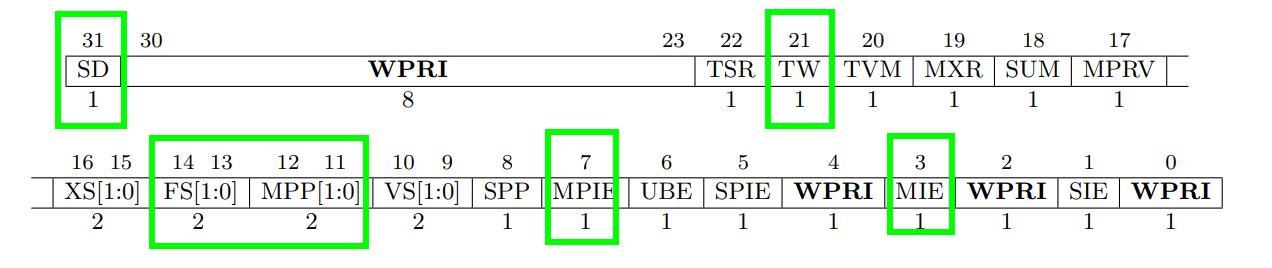 31 30 23 22 21 20 19 18 17
SD WPRI TSR TW TVM MXR SUM MPRV
1 8 1 1 1 1 1 1
16 15 14 13 12 11 10 9 8 7 6 5 4 3 2 1 0
XS[1:0] FS[1:0] MPP[1:0] VS[1:0] SPP MPIE UBE SPIE WPRI MIE WPRI SIE WPRI
2 2 2 2 1 1 1 1 1 1 1 1 1